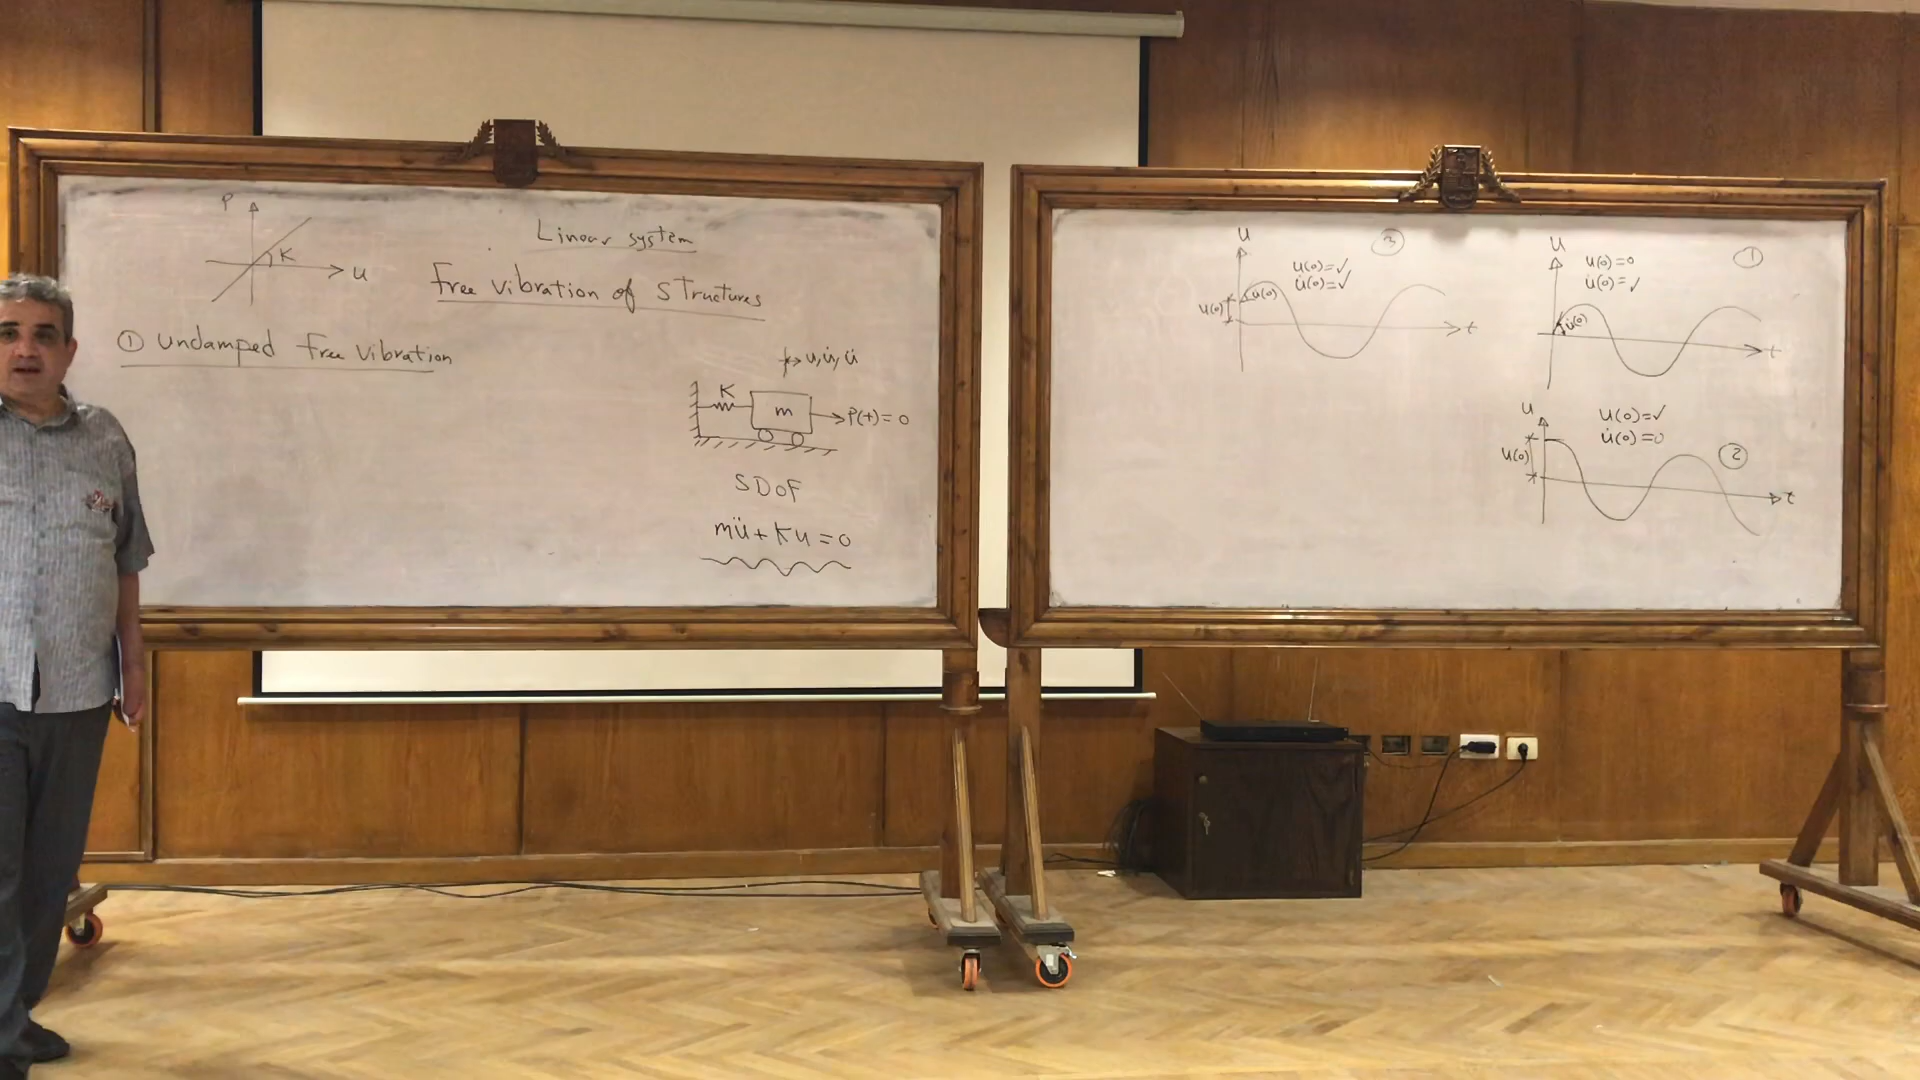 P
K
u
Linear system
Free vibration of structures
① undamped free vibration
u, u̇, ü
K
m
P(t)=0
SDOF
mü+Ku=0
u
③
u(0)=✓
u̇(0)=✓
u(0)
u̇(0)
t
u
①
u(0)=0
u̇(0)=✓
u̇(0)
t
u
u(0)=✓
u̇(0)=0
②
u(0)
t